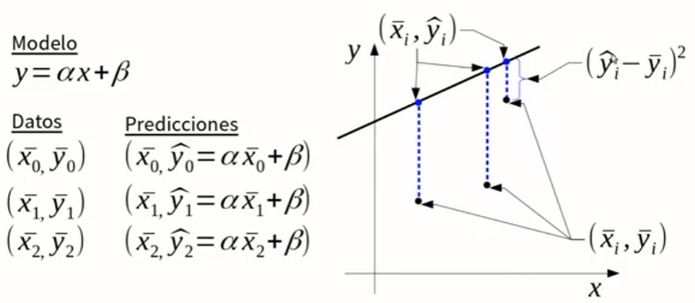 Modelo
y=αx+β
Datos
Predicciones
(x̄₀, ȳ₀)
(x̄₀, ŷ₀=αx̄₀+β)
(x̄₁, ȳ₁)
(x̄₁, ŷ₁=αx̄₁+β)
(x̄₂, ȳ₂)
(x̄₂, ŷ₂=αx̄₂+β)
(x̄ᵢ, ŷᵢ)
y
(ŷᵢ−ȳᵢ)²
(x̄ᵢ, ȳᵢ)
x